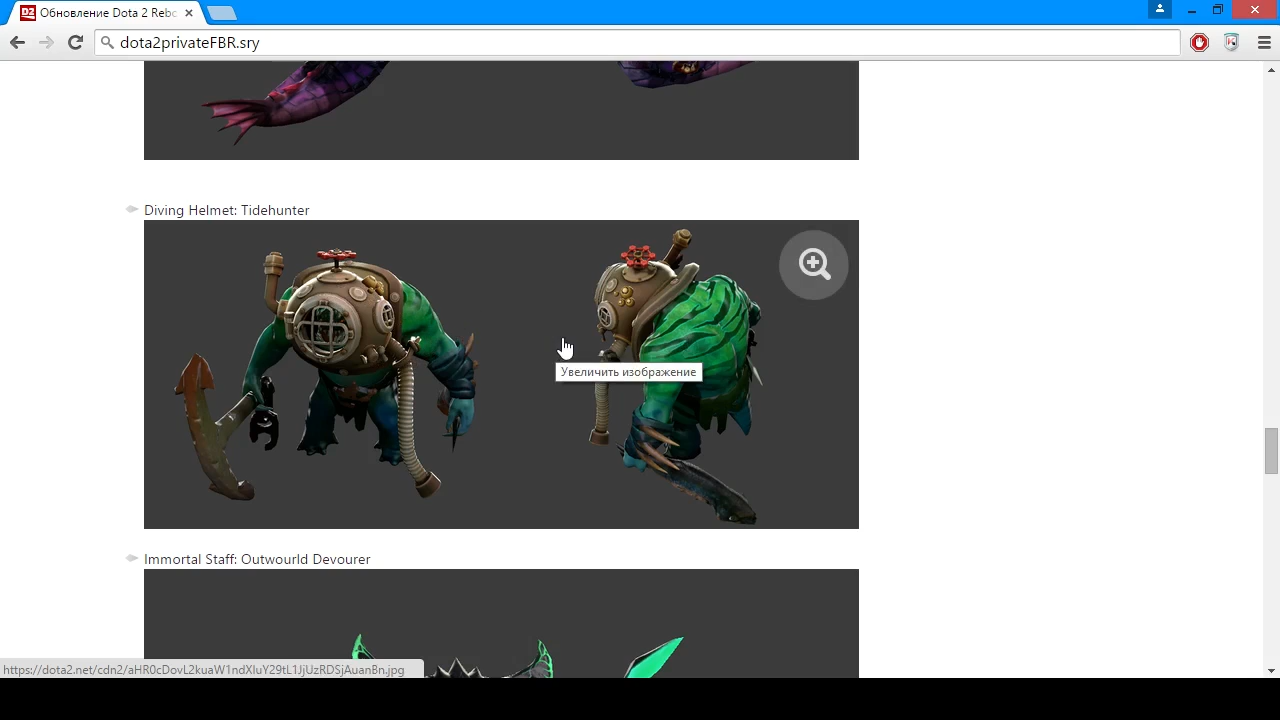 Обновление Dota 2 Rebo
dota2privateFBR.sry
Diving Helmet: Tidehunter
Увеличить изображение
Immortal Staff: Outwourld Devourer
https://dota2.net/cdn2/aHR0cDovL2kuaW1ndXIuY29tL1JjUzRDSjAuanBn.jpg